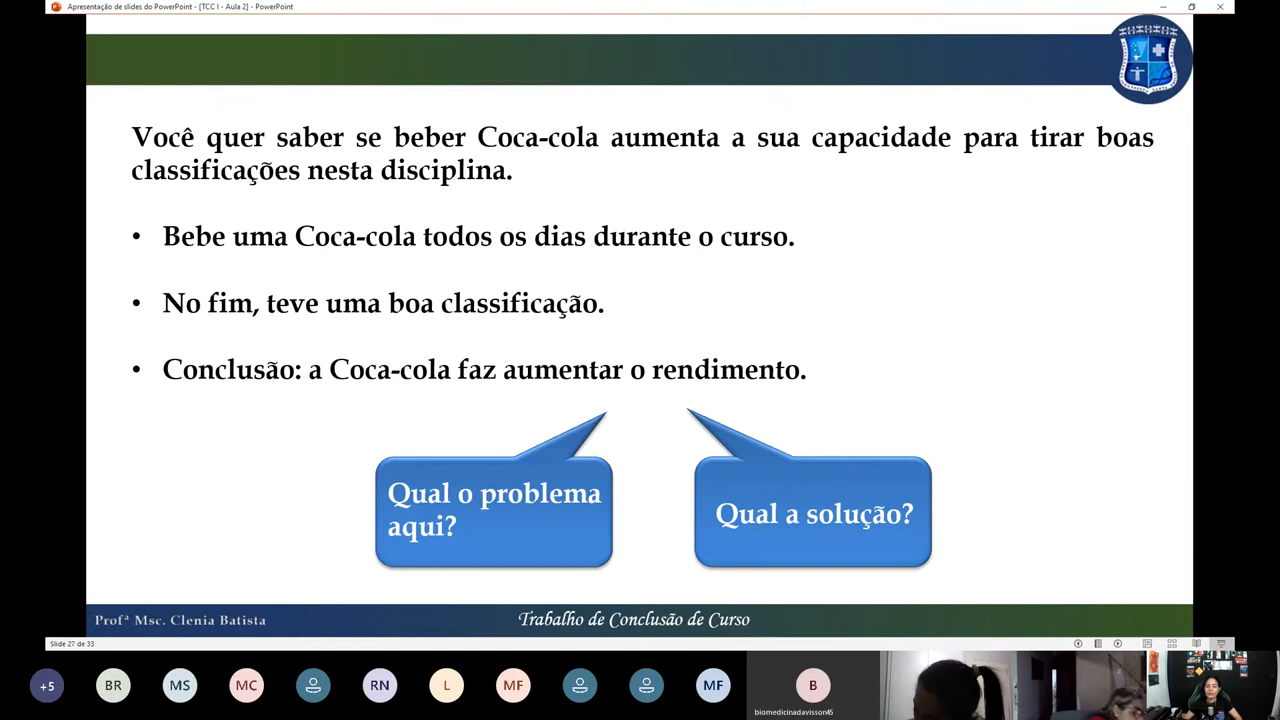 Apresentação de slides do PowerPoint - [TCC I - Aula 2] - PowerPoint
Você quer saber se beber Coca-cola aumenta a sua capacidade para tirar boas
classificações nesta disciplina.
• Bebe uma Coca-cola todos os dias durante o curso.
• No fim, teve uma boa classificação.
• Conclusão: a Coca-cola faz aumentar o rendimento.
Qual o problema
aqui?
Qual a solução?
Profª Msc. Clenia Batista
Trabalho de Conclusão de Curso
Slide 27 de 33
+5 BR MS MC RN L MF MF B
biomedicinadavisson45